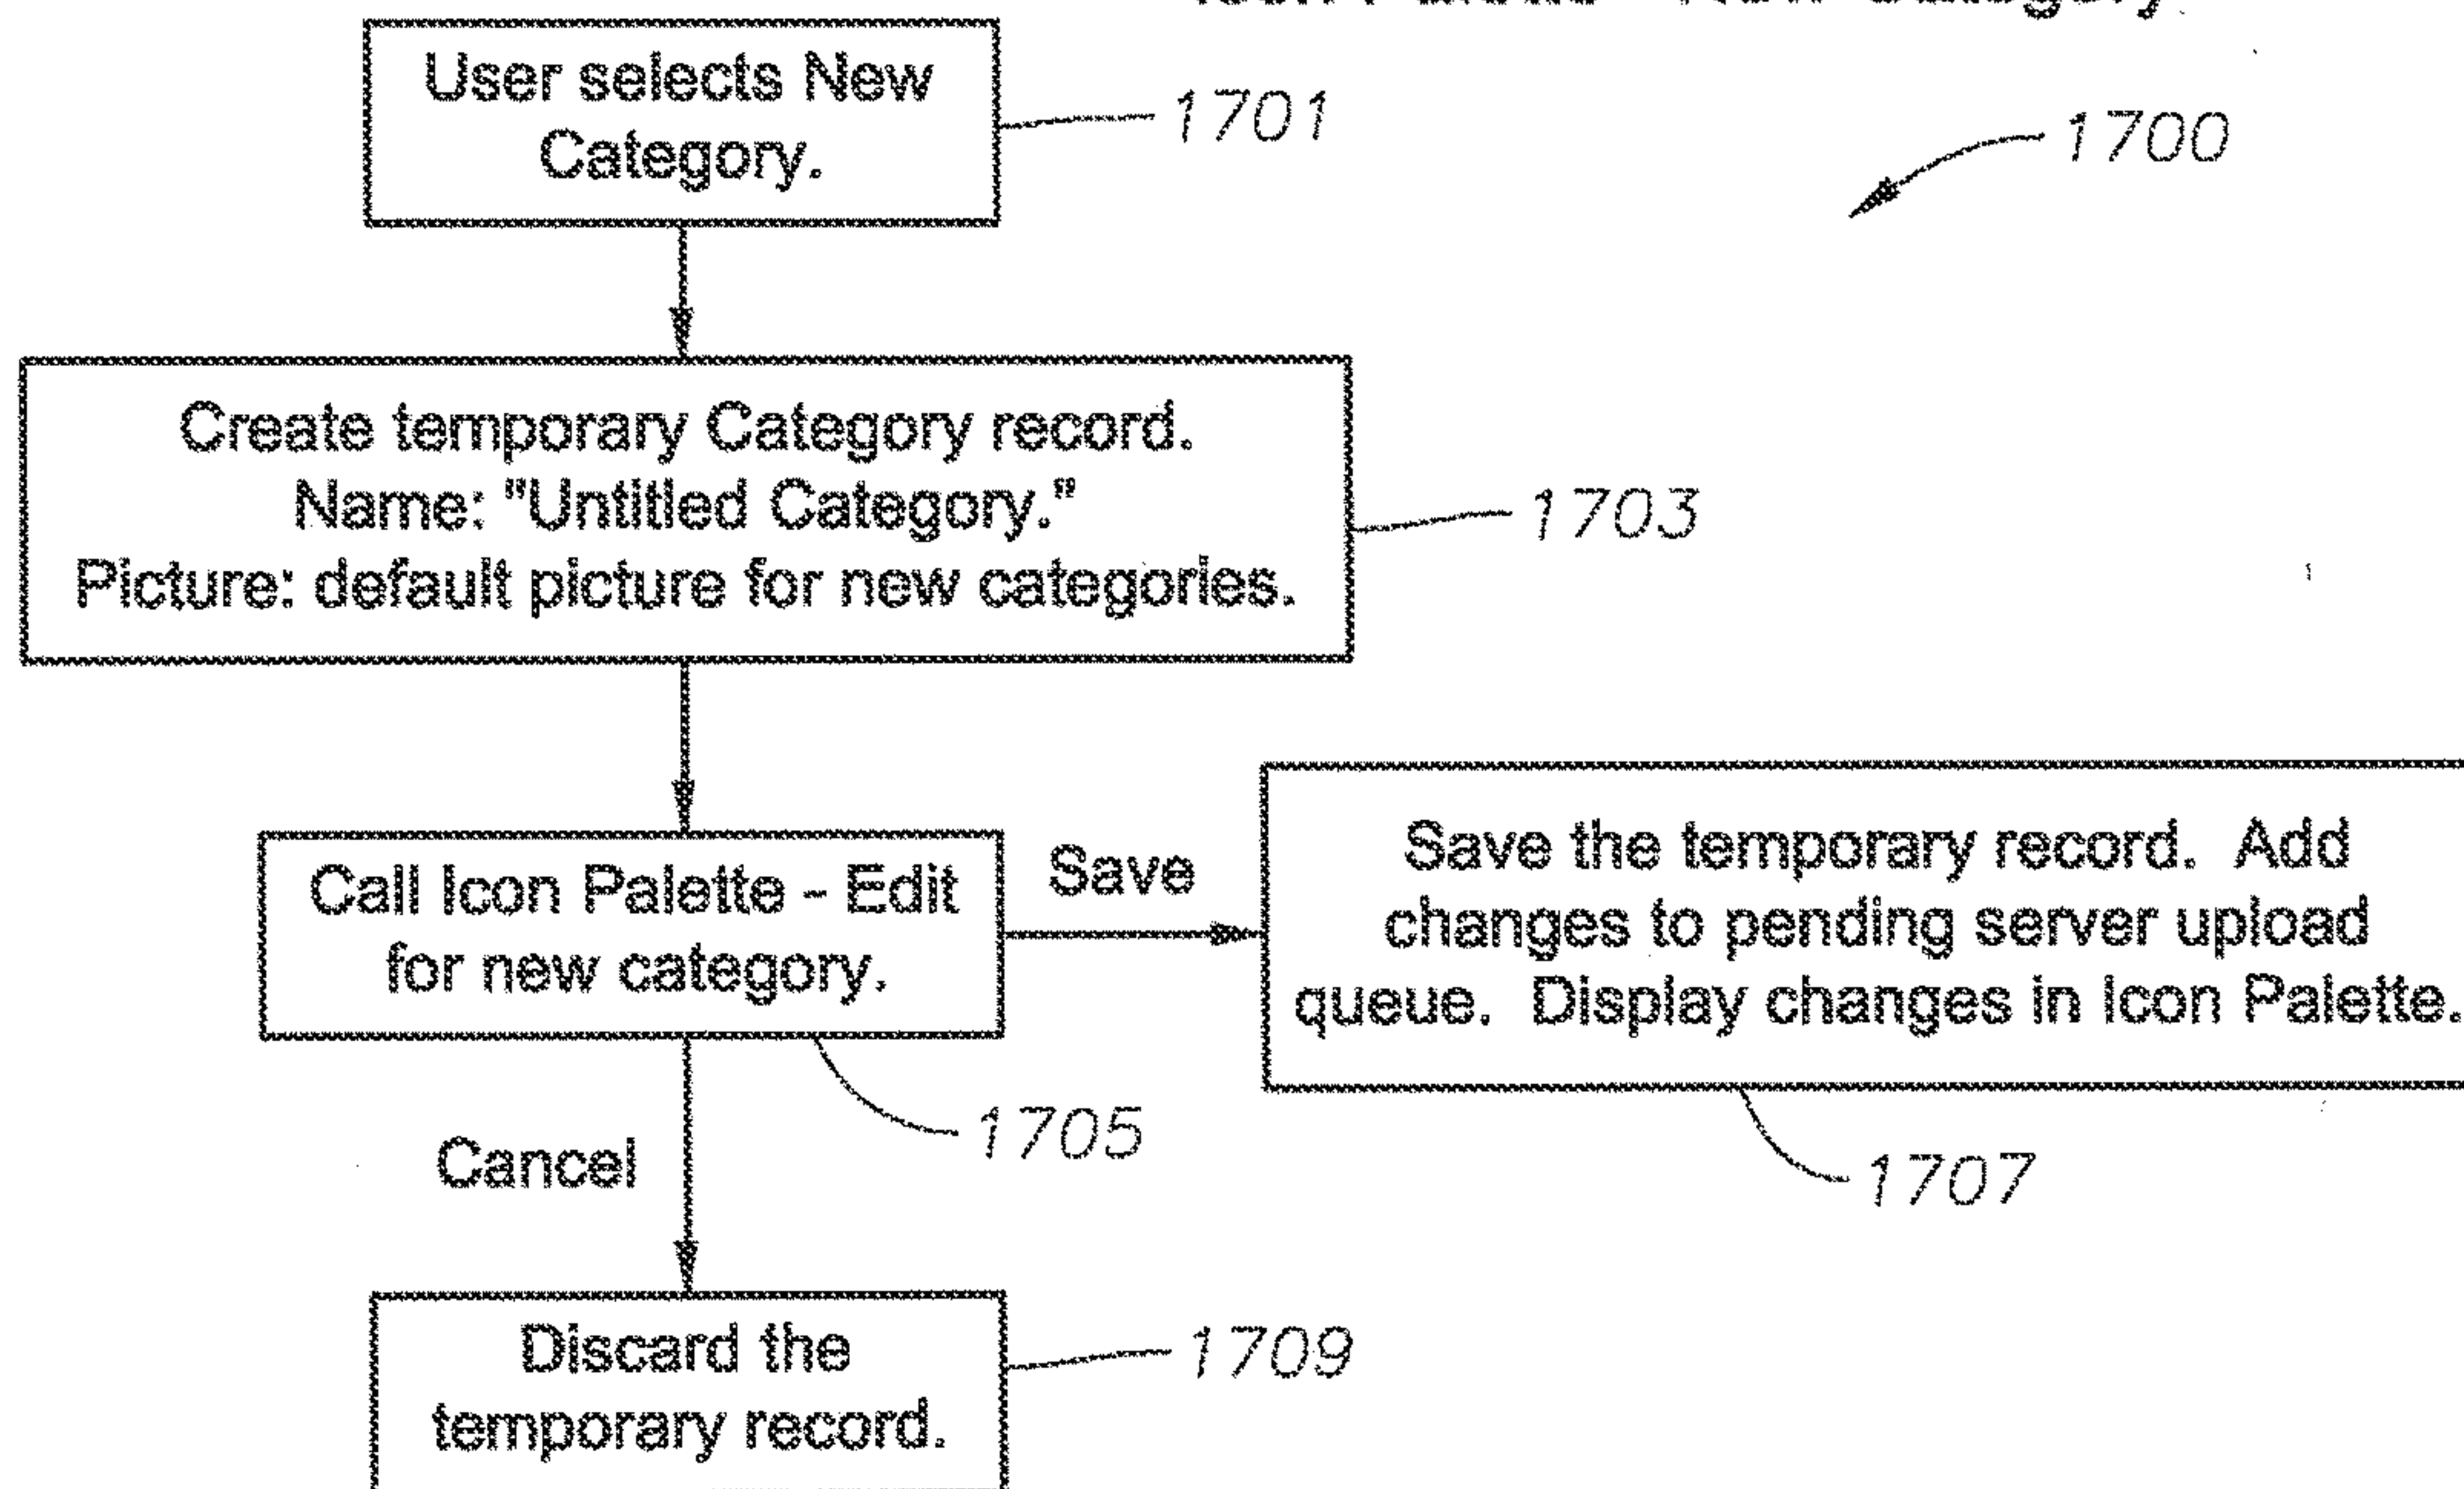 User selects New
Category.
1701
1700
Create temporary Category record.
Name: "Untitled Category."
Picture: default picture for new categories.
1703
Call Icon Palette - Edit
for new category.
1705
Save
Save the temporary record. Add
changes to pending server upload
queue. Display changes in Icon Palette.
1707
Cancel
Discard the
temporary record.
1709